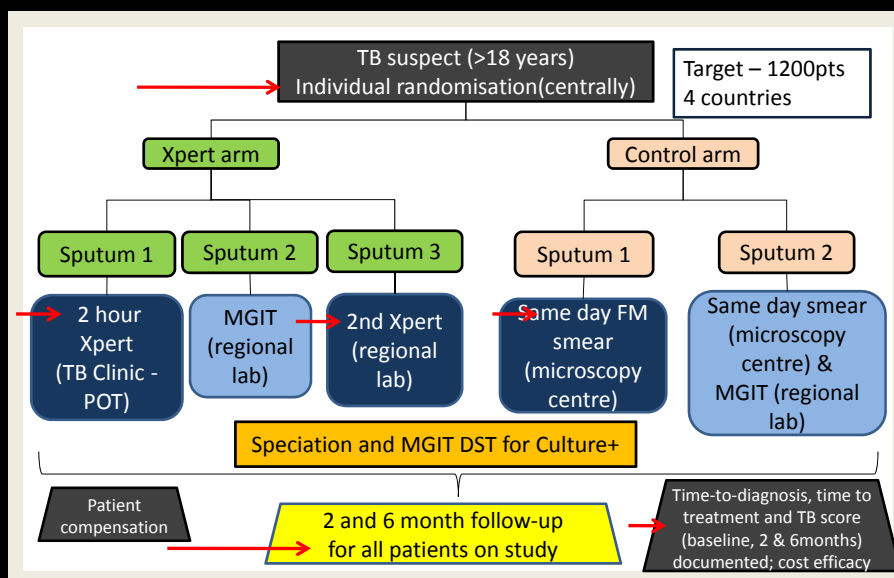 TB suspect (>18 years)
Individual randomisation(centrally)
Target – 1200pts
4 countries
Xpert arm
Control arm
Sputum 1
Sputum 2
Sputum 3
Sputum 1
Sputum 2
2 hour
Xpert
(TB Clinic -
POT)
MGIT
(regional
lab)
2nd Xpert
(regional
lab)
Same day FM
smear
(microscopy
centre)
Same day smear
(microscopy
centre) &
MGIT (regional
lab)
Speciation and MGIT DST for Culture+
Patient
compensation
2 and 6 month follow-up
for all patients on study
Time-to-diagnosis, time to
treatment and TB score
(baseline, 2 & 6months)
documented; cost efficacy